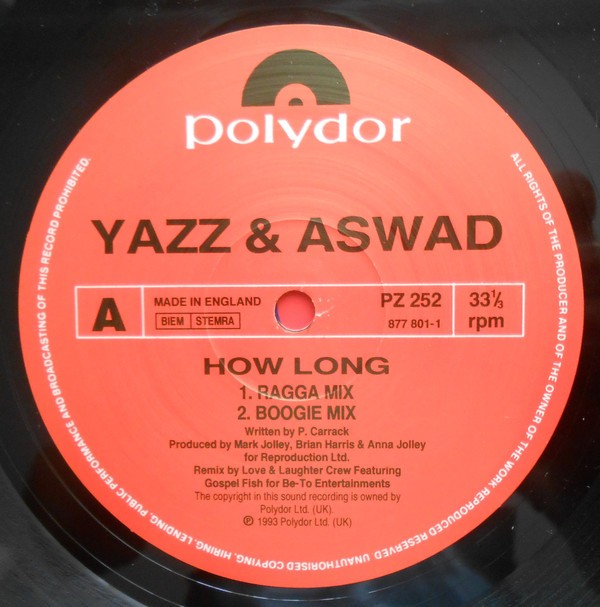 polydor
YAZZ & ASWAD
A
MADE IN ENGLAND
BIEM STEMRA
PZ 252
877 801-1
33⅓
rpm
HOW LONG
1. RAGGA MIX
2. BOOGIE MIX
Written by P. Carrack
Produced by Mark Jolley, Brian Harris & Anna Jolley
for Reproduction Ltd.
Remix by Love & Laughter Crew Featuring
Gospel Fish for Be-To Entertainments
The copyright in this sound recording is owned by
Polydor Ltd. (UK).
℗ 1993 Polydor Ltd. (UK)
ALL RIGHTS OF THE PRODUCER AND OF THE OWNER OF THE WORK REPRODUCED RESERVED UNAUTHORISED COPYING, HIRING, LENDING, PUBLIC PERFORMANCE AND BROADCASTING OF THIS RECORD PROHIBITED.